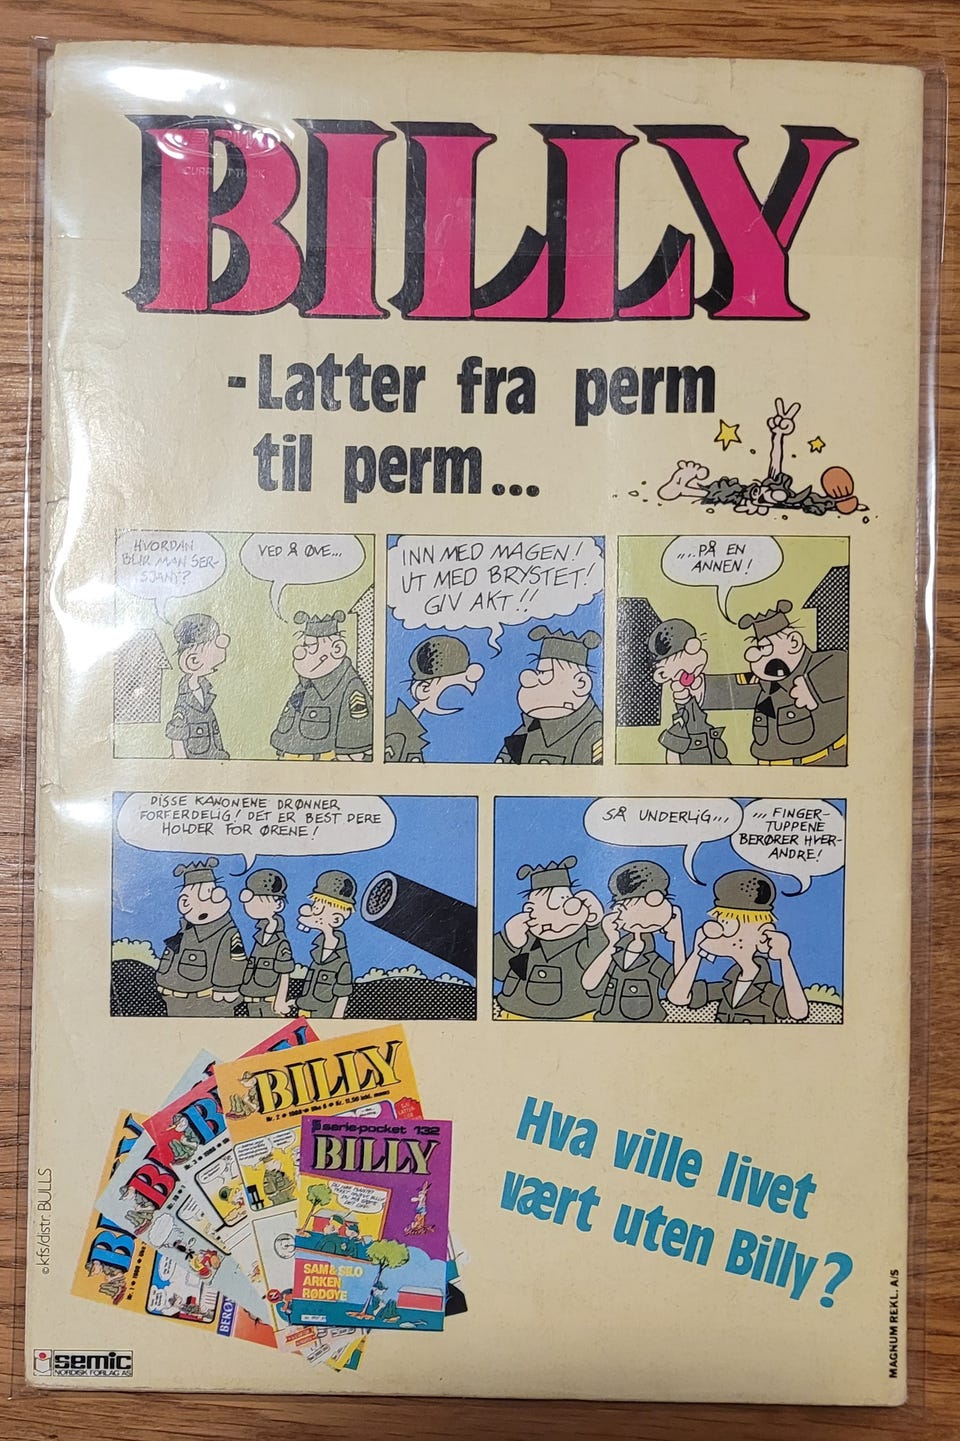 BILLY
- Latter fra perm
til perm...
HVORDAN
BLIR MAN SER-
SJANT?
VED Å ØVE...
INN MED MAGEN!
UT MED BRYSTET!
GIV AKT!!
...PÅ EN
ANNEN!
DISSE KANONENE DRØNNER
FORFERDELIG! DET ER BEST DERE
HOLDER FOR ØRENE!
SÅ UNDERLIG...
...FINGER-
TUPPENE
BERØRER HVER-
ANDRE!
BILLY
serie-pocket 132
BILLY
SAM & SILO
ARKEN
RØDØYE
Hva ville livet
vært uten Billy?
©kfs/distr. BULLS
semic
NORDISK FORLAG AS
MAGNUM REKL. A/S